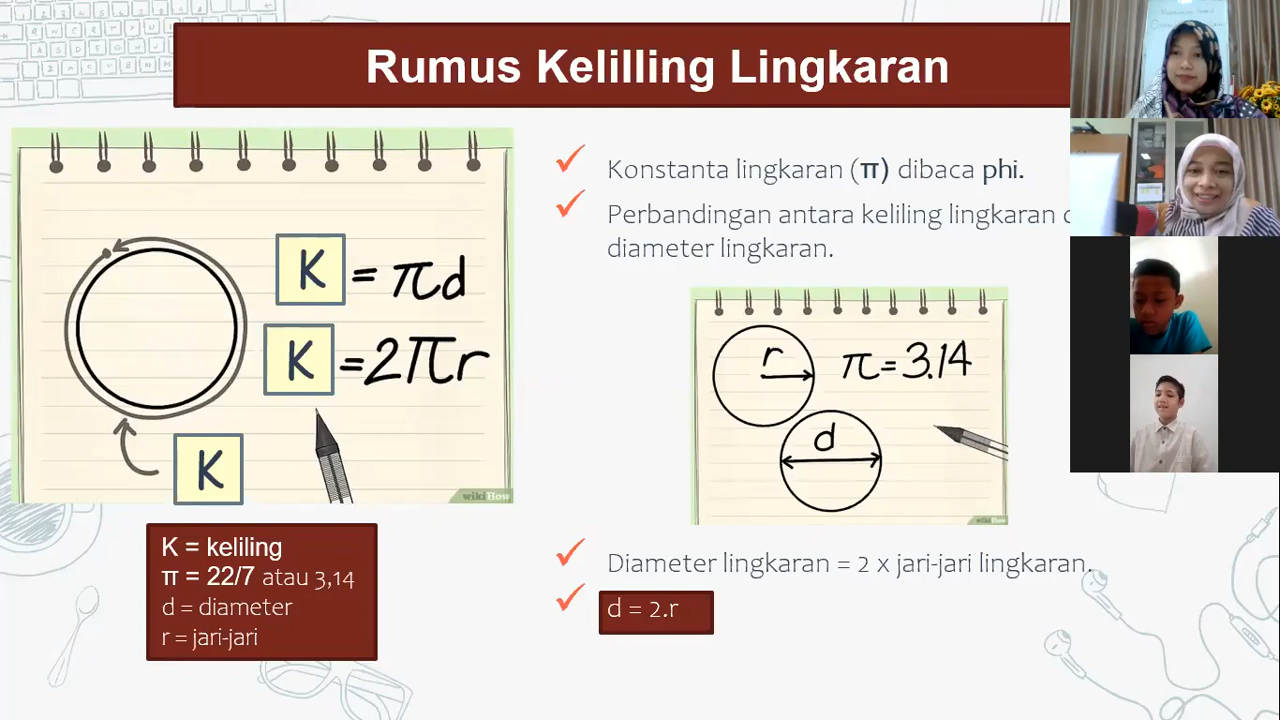 Rumus Kelilling Lingkaran
K = πd
K = 2πr
K
wikiHow
K = keliling
π = 22/7 atau 3,14
d = diameter
r = jari-jari
Konstanta lingkaran (π) dibaca phi.
Perbandingan antara keliling lingkaran
diameter lingkaran.
r
π = 3.14
d
wikiHow
Diameter lingkaran = 2 x jari-jari lingkaran.
d = 2.r